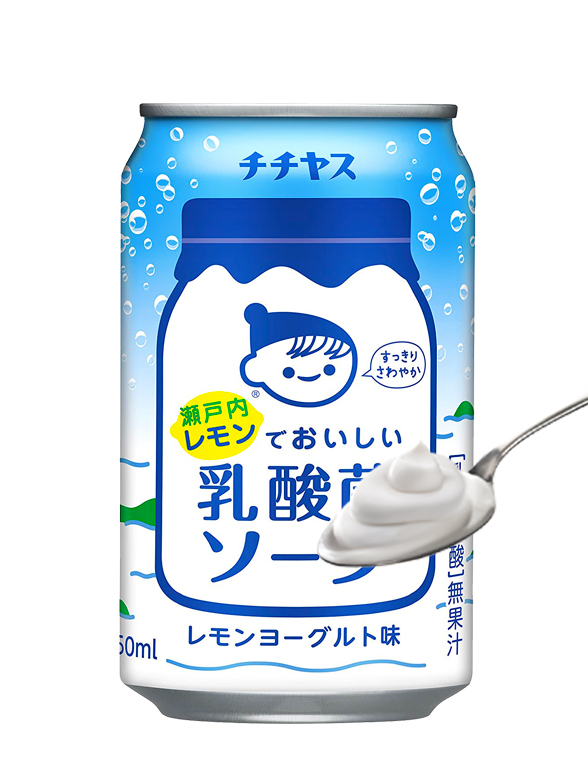 チチヤス
すっきり
さわやか
®
瀬戸内
レモン
でおいしい
乳酸
ソー
レモンヨーグルト味
50ml
酸]無果汁